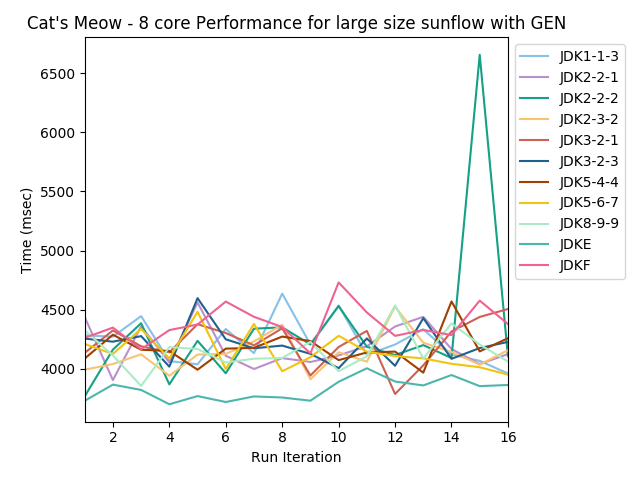 Cat's Meow - 8 core Performance for large size sunflow with GEN
Time (msec)
6500
6000
5500
5000
4500
4000
2 4 6 8 10 12 14 16
Run Iteration
JDK1-1-3
JDK2-2-1
JDK2-2-2
JDK2-3-2
JDK3-2-1
JDK3-2-3
JDK5-4-4
JDK5-6-7
JDK8-9-9
JDKE
JDKF